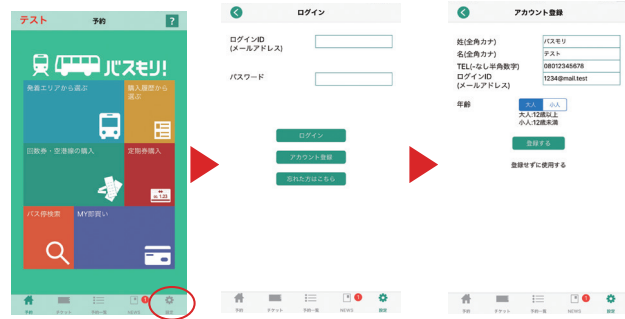 テスト
予約
?
バスモリ!
発着エリアから選ぶ
購入履歴から
選ぶ
回数券・空港線の購入
定期券購入
バス停検索
MY即買い
予約
チケット
予約一覧
NEWS
1
設定
ログイン
ログインID
(メールアドレス)
パスワード
ログイン
アカウント登録
忘れた方はこちら
予約
チケット
予約一覧
NEWS
1
設定
アカウント登録
姓(全角カナ)
バスモリ
名(全角カナ)
テスト
TEL(-なし半角数字)
08012345678
ログインID
(メールアドレス)
1234@mail.test
年齢
大人
小人
大人:12歳以上
小人:12歳未満
登録する
登録せずに使用する
予約
チケット
予約一覧
NEWS
1
設定